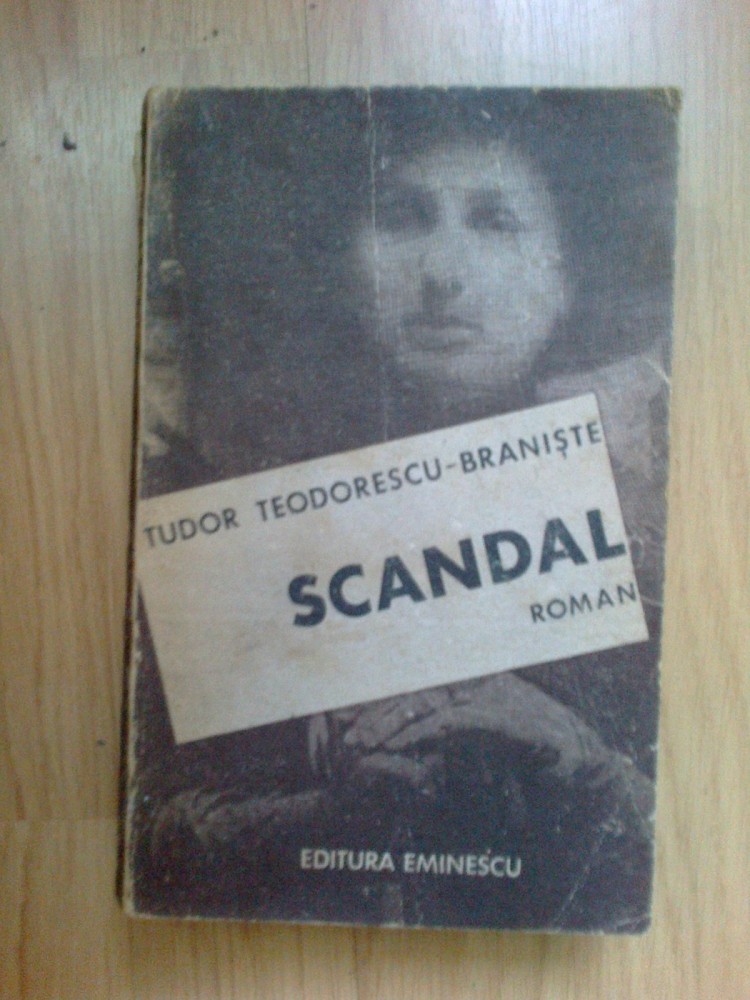 TUDOR TEODORESCU-BRANIȘTE
SCANDAL
ROMAN
EDITURA EMINESCU